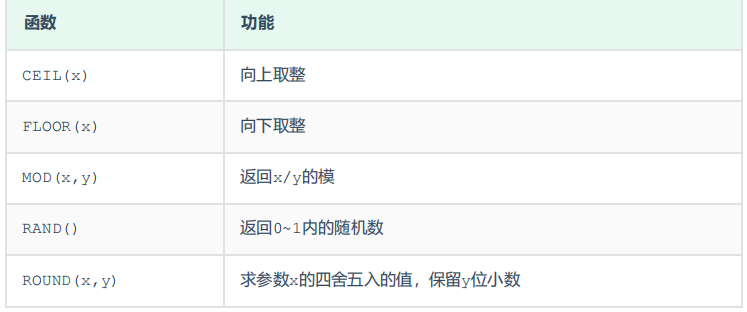 函数 功能
CEIL(x) 向上取整
FLOOR(x) 向下取整
MOD(x,y) 返回x/y的模
RAND() 返回0~1内的随机数
ROUND(x,y) 求参数x的四舍五入的值，保留y位小数